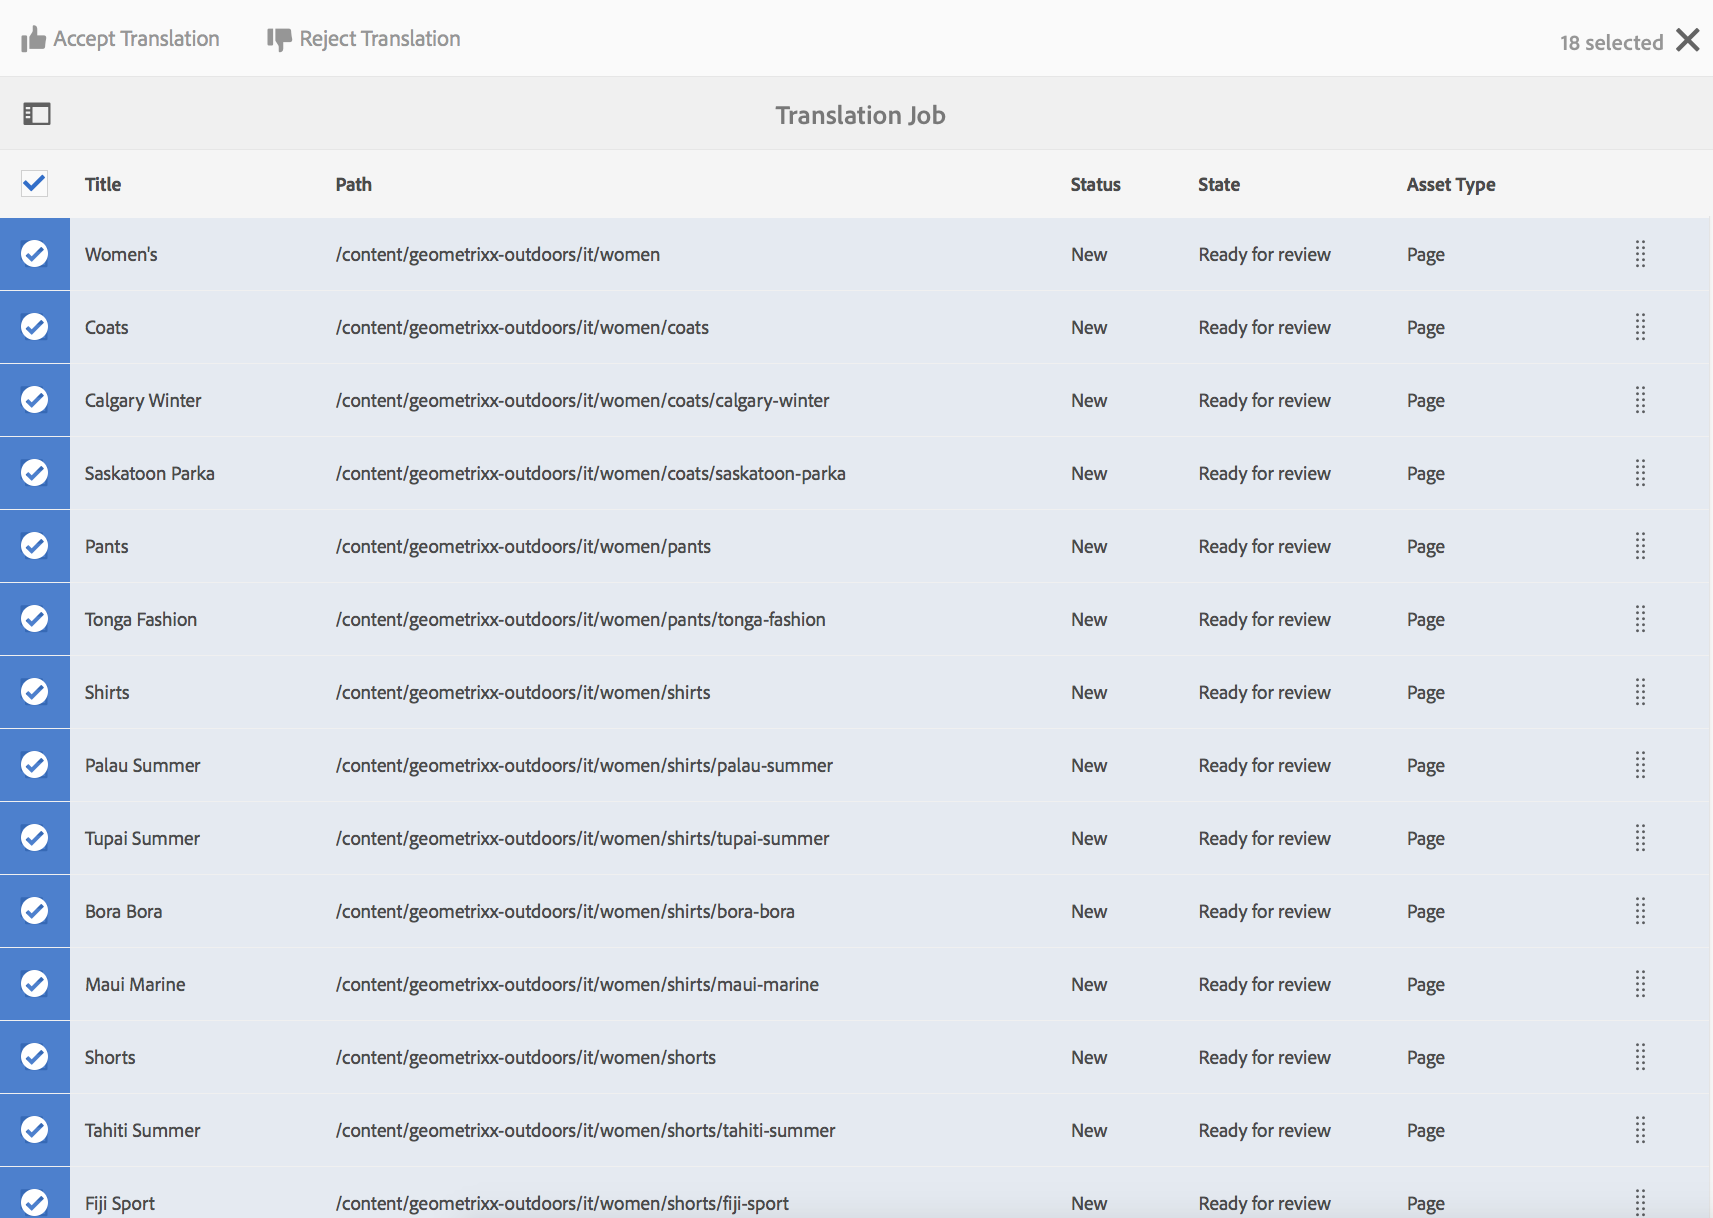 Accept Translation Reject Translation 18 selected
Translation Job
Title Path Status State Asset Type
Women's /content/geometrixx-outdoors/it/women New Ready for review Page
Coats /content/geometrixx-outdoors/it/women/coats New Ready for review Page
Calgary Winter /content/geometrixx-outdoors/it/women/coats/calgary-winter New Ready for review Page
Saskatoon Parka /content/geometrixx-outdoors/it/women/coats/saskatoon-parka New Ready for review Page
Pants /content/geometrixx-outdoors/it/women/pants New Ready for review Page
Tonga Fashion /content/geometrixx-outdoors/it/women/pants/tonga-fashion New Ready for review Page
Shirts /content/geometrixx-outdoors/it/women/shirts New Ready for review Page
Palau Summer /content/geometrixx-outdoors/it/women/shirts/palau-summer New Ready for review Page
Tupai Summer /content/geometrixx-outdoors/it/women/shirts/tupai-summer New Ready for review Page
Bora Bora /content/geometrixx-outdoors/it/women/shirts/bora-bora New Ready for review Page
Maui Marine /content/geometrixx-outdoors/it/women/shirts/maui-marine New Ready for review Page
Shorts /content/geometrixx-outdoors/it/women/shorts New Ready for review Page
Tahiti Summer /content/geometrixx-outdoors/it/women/shorts/tahiti-summer New Ready for review Page
Fiji Sport /content/geometrixx-outdoors/it/women/shorts/fiji-sport New Ready for review Page